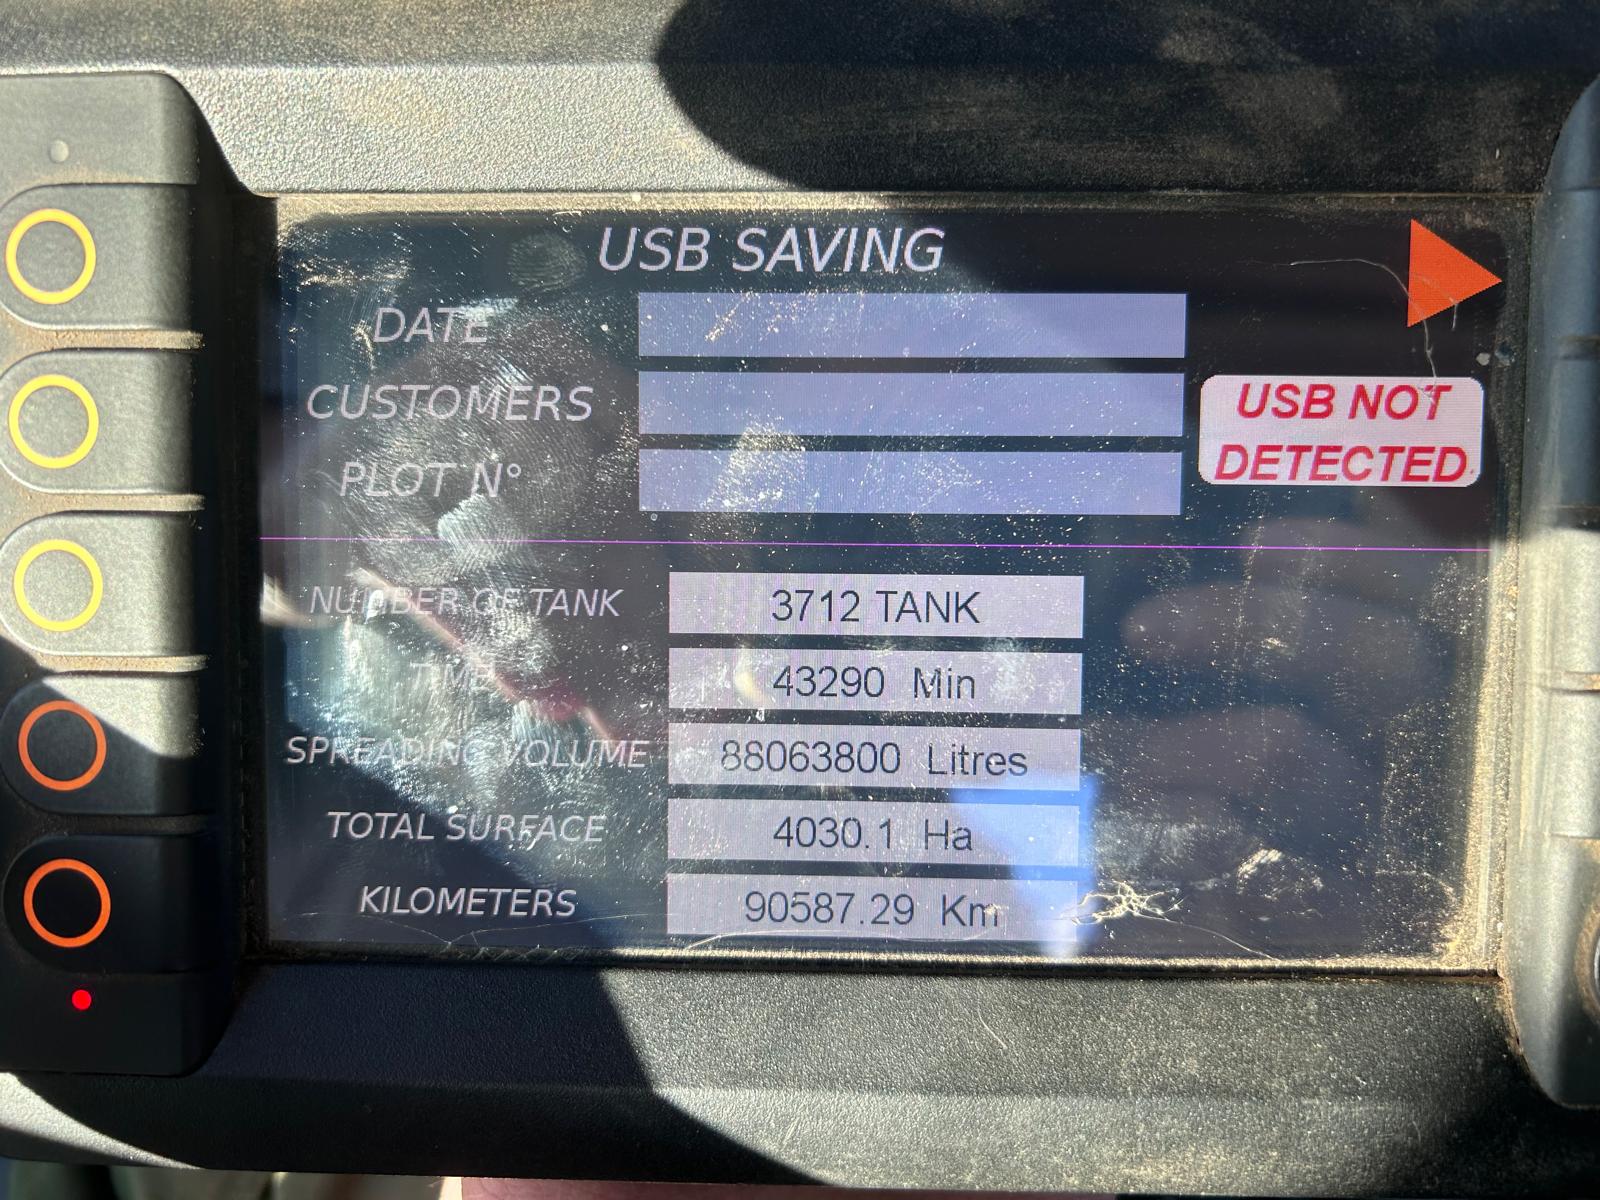 USB SAVING
DATE
CUSTOMERS
PLOT N°
USB NOT
DETECTED
NUMBER OF TANK 3712 TANK
TIME 43290 Min
SPREADING VOLUME 88063800 Litres
TOTAL SURFACE 4030.1 Ha
KILOMETERS 90587.29 Km